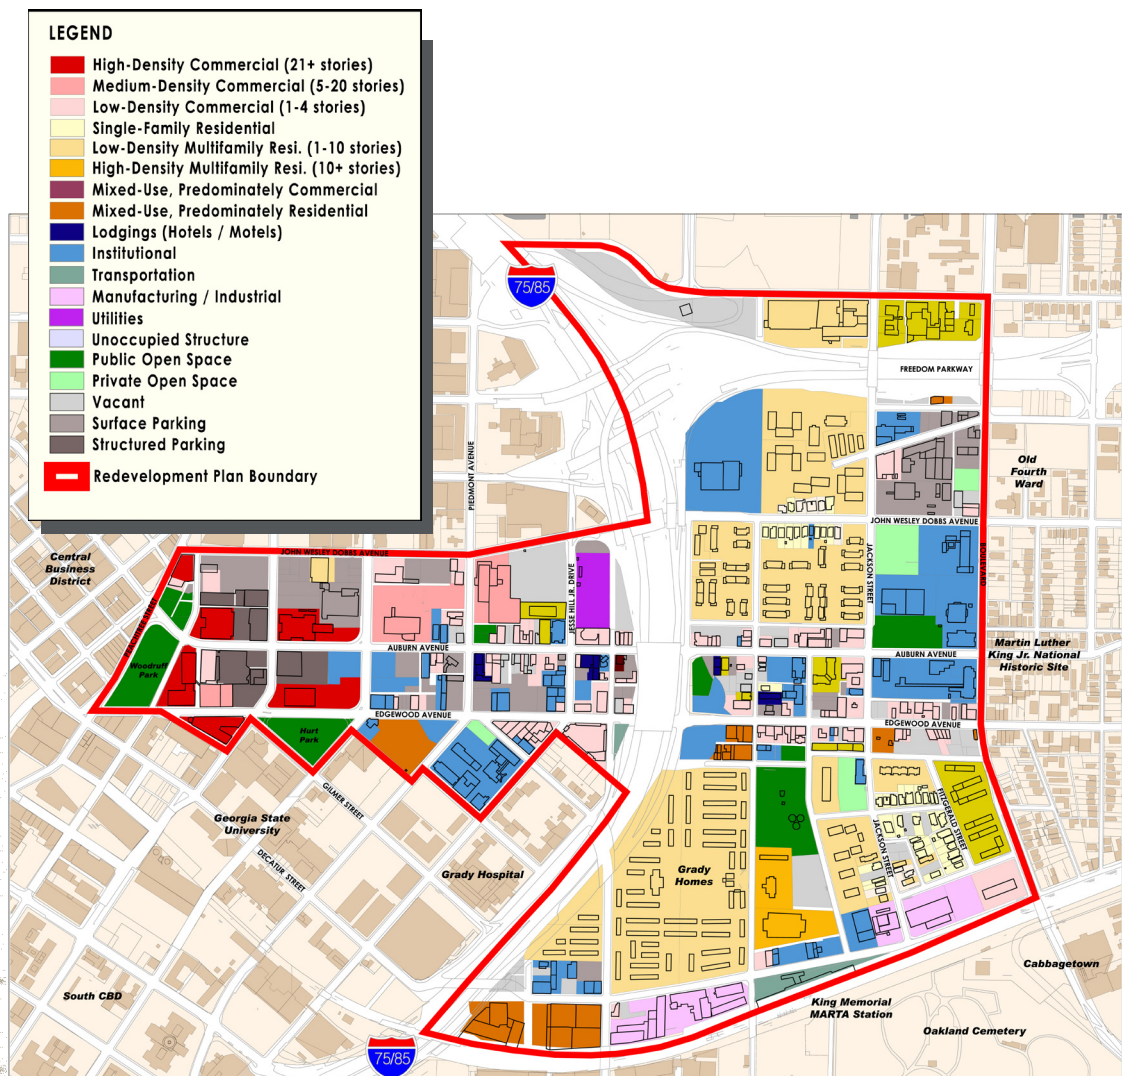 LEGEND
High-Density Commercial (21+ stories)
Medium-Density Commercial (5-20 stories)
Low-Density Commercial (1-4 stories)
Single-Family Residential
Low-Density Multifamily Resi. (1-10 stories)
High-Density Multifamily Resi. (10+ stories)
Mixed-Use, Predominately Commercial
Mixed-Use, Predominately Residential
Lodgings (Hotels / Motels)
Institutional
Transportation
Manufacturing / Industrial
Utilities
Unoccupied Structure
Public Open Space
Private Open Space
Vacant
Surface Parking
Structured Parking
Redevelopment Plan Boundary
75/85
FREEDOM PARKWAY
PIEDMONT AVENUE
Old
Fourth
Ward
JOHN WESLEY DOBBS AVENUE
JOHN WESLEY DOBBS AVENUE
Central
Business
District
JESSE HILL JR. DRIVE
JACKSON STREET
BOULEVARD
AUBURN AVENUE
AUBURN AVENUE
Martin Luther
King Jr. National
Historic Site
Woodruff
Park
EDGEWOOD AVENUE
EDGEWOOD AVENUE
Hurt
Park
GILMER STREET
Georgia State
University
DECATUR STREET
Grady Hospital
Grady
Homes
JACKSON STREET
FITZGERALD STREET
South CBD
Cabbagetown
King Memorial
MARTA Station
Oakland Cemetery
75/85